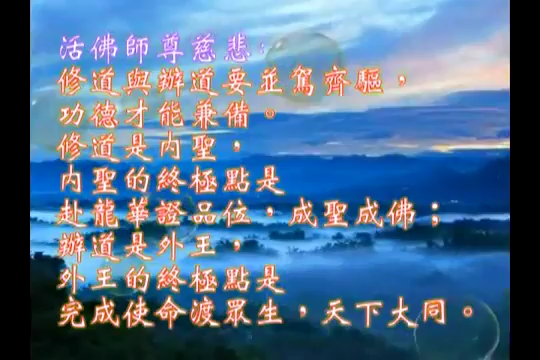 活佛師尊慈悲：
修道與辦道要並駕齊驅，
功德才能兼備。
修道是內聖，
內聖的終極點是
赴龍華證品位，成聖成佛；
辦道是外王，
外王的終極點是
完成使命渡眾生，天下大同。